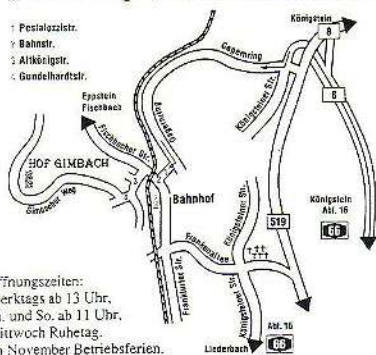 1 Pestalozzistr.
2 Bahnstr.
3 Altkönigstr.
4 Gundelhardtstr.
Königstein
8
Gagernring
8
Eppstein
Fischbach
Fischbacher Str.
Königsteiner Str.
HOF GIMBACH
Gimbacher Weg
Bahnhof
Königsteiner Str.
Königstein
Abf. 16
66
519
Frankenallee
Frankfurter Str.
Königsteiner Str.
Liederbach
Abf. 16
66
ffnungszeiten:
erktags ab 13 Uhr,
. und So. ab 11 Uhr,
ittwoch Ruhetag.
November Betriebsferien.